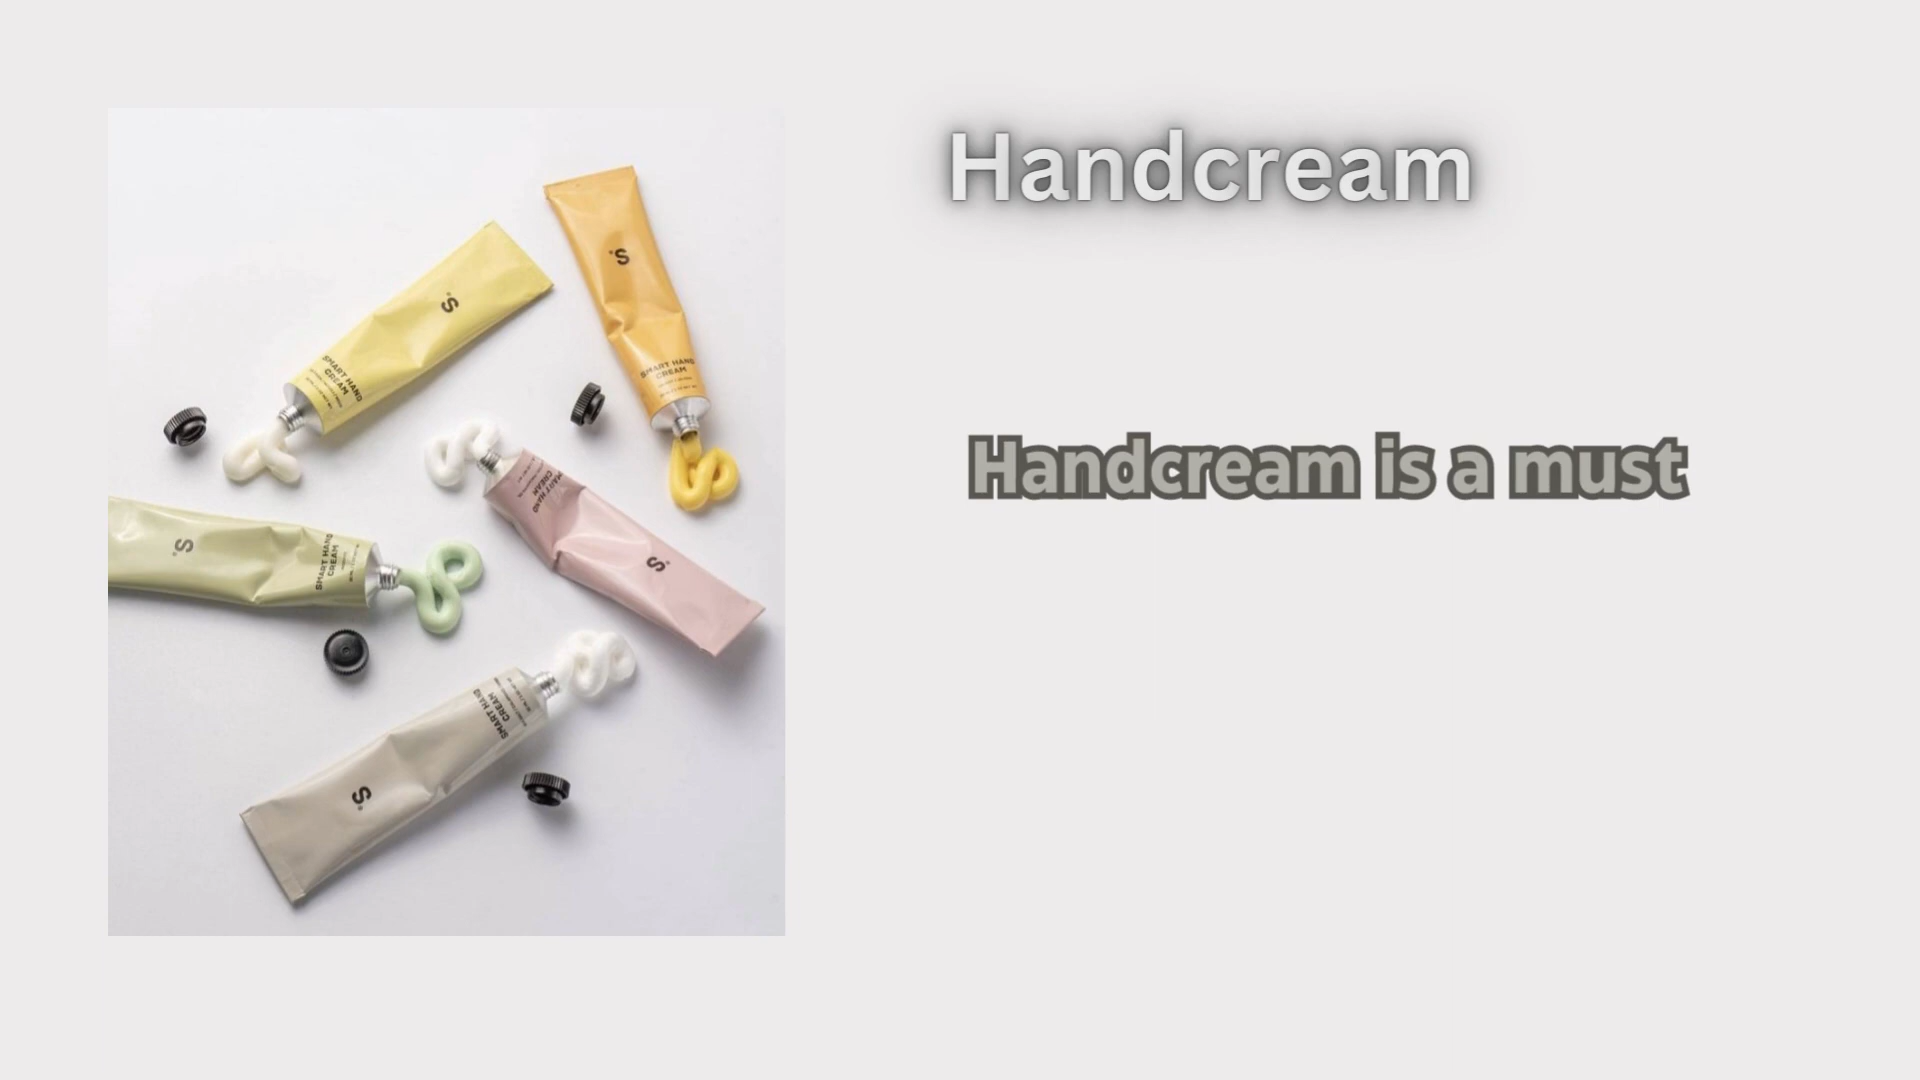 Handcream
Handcream is a must
S.
SMART HAND
CREAM
S.
SMART HAND
CREAM
S.
SMART HAND
CREAM
S.
SMART HAND
CREAM
S.
SMART HAND
CREAM